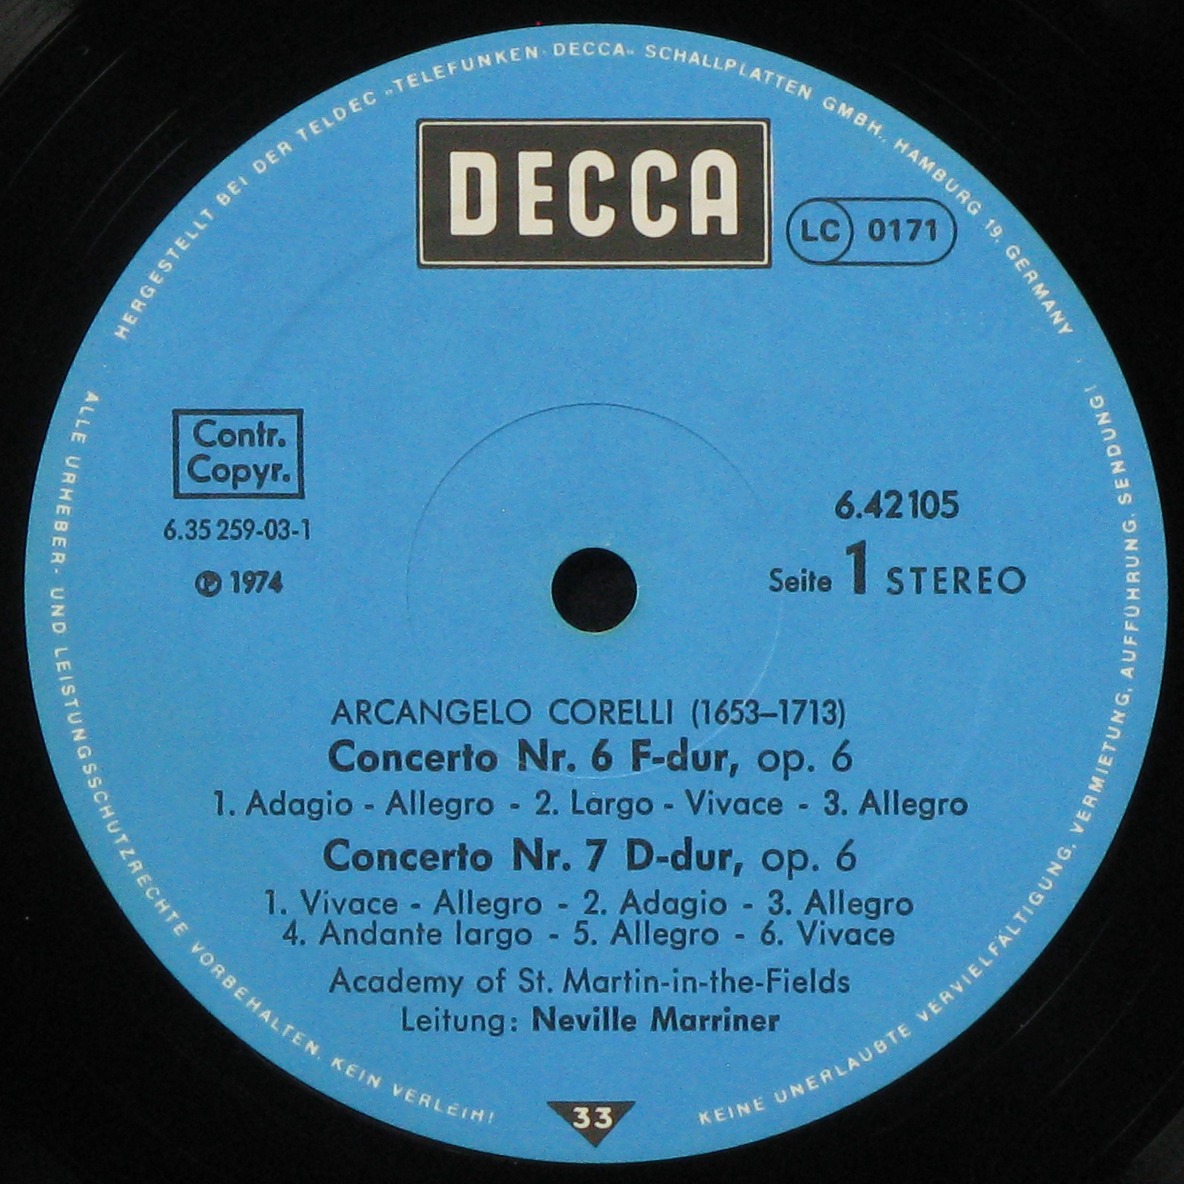 HERGESTELLT BEI DER TELDEC »TELEFUNKEN · DECCA« SCHALLPLATTEN GMBH., HAMBURG 19, GERMANY
DECCA
LC 0171
Contr.
Copyr.
6.35 259-03-1
℗ 1974
6.42105
Seite 1 STEREO
ARCANGELO CORELLI (1653–1713)
Concerto Nr. 6 F-dur, op. 6
1. Adagio - Allegro - 2. Largo - Vivace - 3. Allegro
Concerto Nr. 7 D-dur, op. 6
1. Vivace - Allegro - 2. Adagio - 3. Allegro
4. Andante largo - 5. Allegro - 6. Vivace
Academy of St. Martin-in-the-Fields
Leitung: Neville Marriner
33
ALLE URHEBER- UND LEISTUNGSSCHUTZRECHTE VORBEHALTEN. KEIN VERLEIH!
KEINE UNERLAUBTE VERVIELFÄLTIGUNG, VERMIETUNG, AUFFÜHRUNG, SENDUNG!